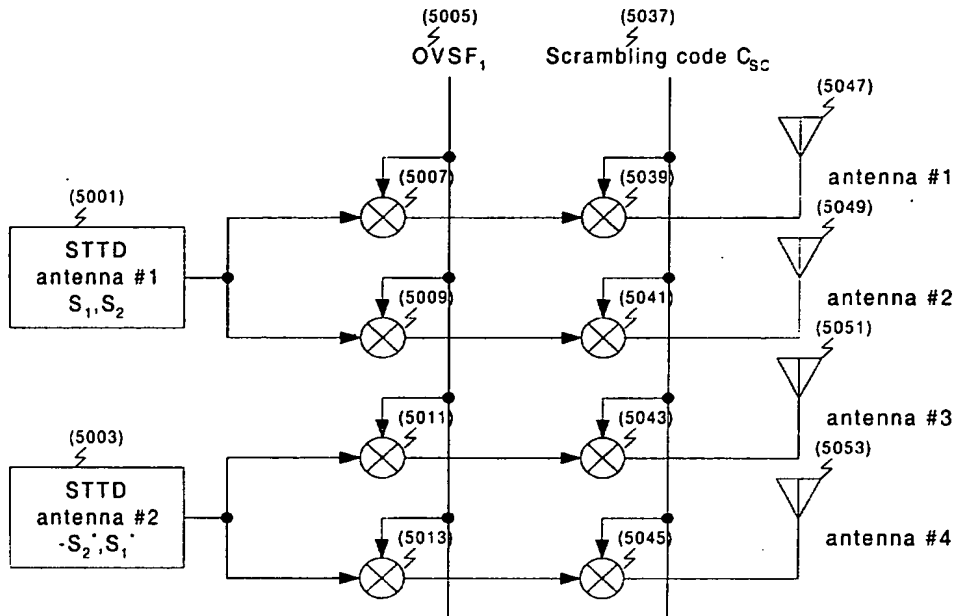 (5005)
(5037)
OVSF₁
Scrambling code C_SC
(5047)
(5007)
(5039)
antenna #1
(5001)
(5049)
STTD
antenna #1
S₁,S₂
(5009)
(5041)
antenna #2
(5051)
(5011)
(5043)
antenna #3
(5003)
(5053)
STTD
antenna #2
-S₂*,S₁*
(5013)
(5045)
antenna #4